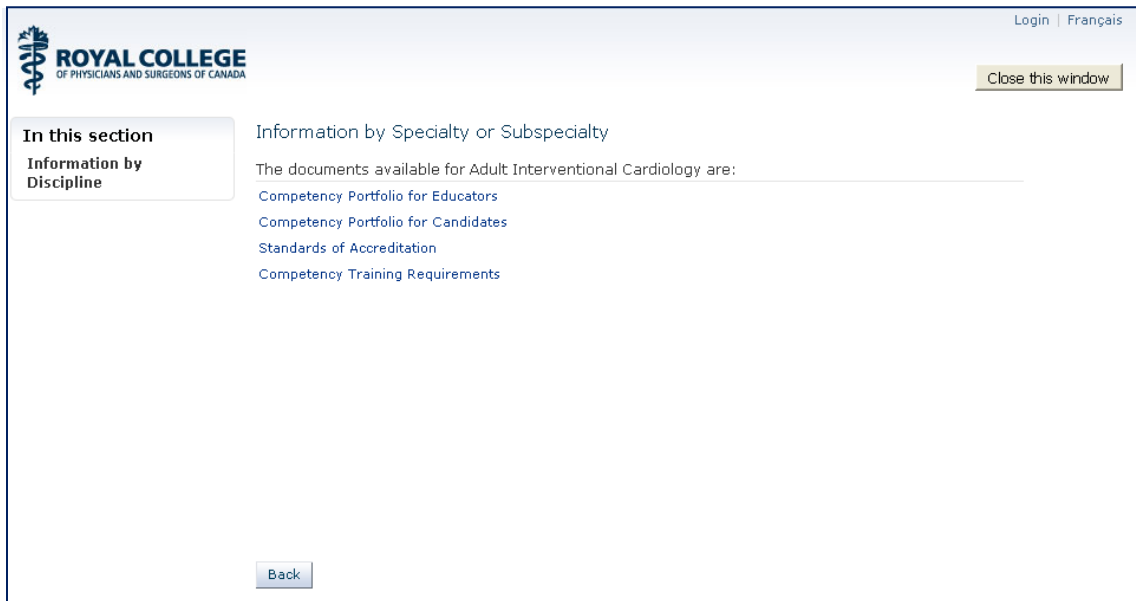 Login | Français
ROYAL COLLEGE
OF PHYSICIANS AND SURGEONS OF CANADA
Close this window
In this section
Information by
Discipline
Information by Specialty or Subspecialty
The documents available for Adult Interventional Cardiology are:
Competency Portfolio for Educators
Competency Portfolio for Candidates
Standards of Accreditation
Competency Training Requirements
Back